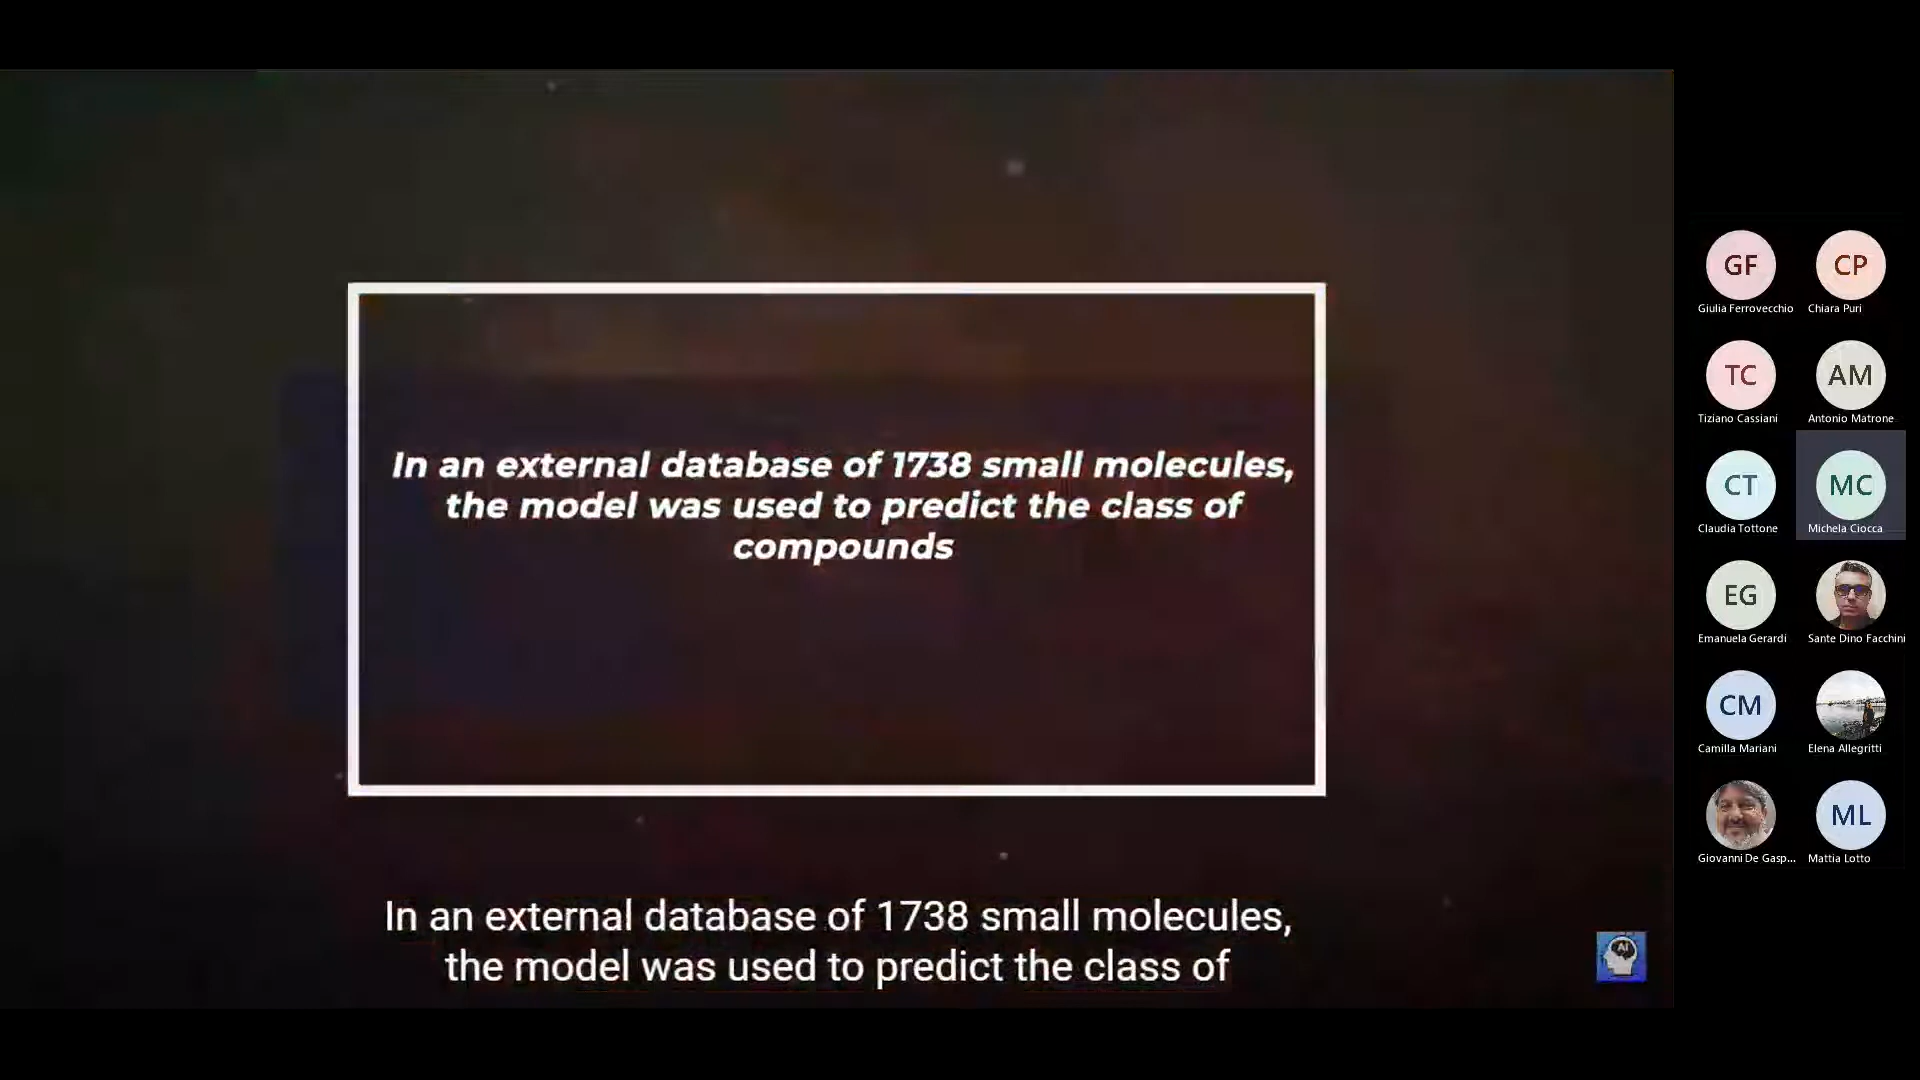 In an external database of 1738 small molecules,
the model was used to predict the class of
compounds
In an external database of 1738 small molecules,
the model was used to predict the class of
AI
GF
Giulia Ferrovecchio
CP
Chiara Puri
TC
Tiziano Cassiani
AM
Antonio Matrone
CT
Claudia Tottone
MC
Michela Ciocca
EG
Emanuela Gerardi
Sante Dino Facchini
CM
Camilla Mariani
Elena Allegritti
Giovanni De Gasp...
ML
Mattia Lotto